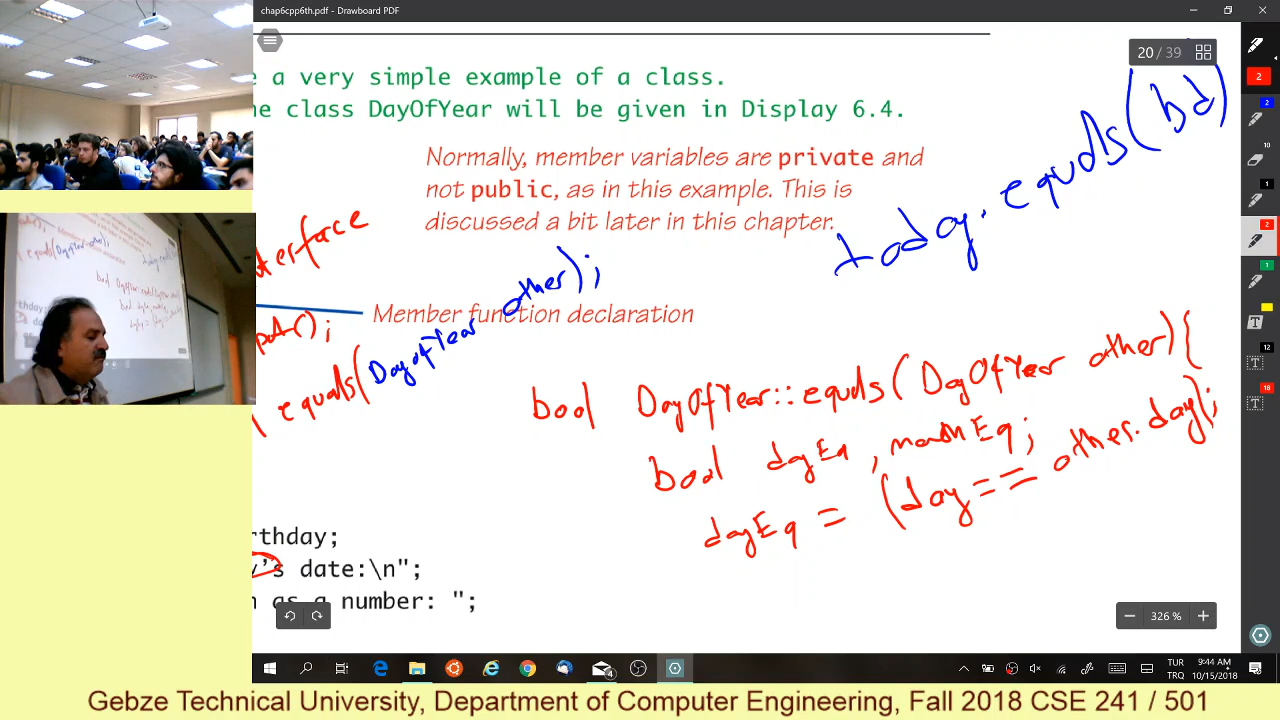 chap6cpp6th.pdf - Drawboard PDF
20 / 39
e a very simple example of a class.
he class DayOfYear will be given in Display 6.4.
Normally, member variables are private and
not public, as in this example. This is
discussed a bit later in this chapter.
today.equals(bd)
terface
Member function declaration
equals(DayOfYear other);
bool DayOfYear::equals(DayOfYear other){
bool dayEq, monthEq;
dayEq = (day == other.day);
rthday;
y's date:\n";
h as a number: ";
326 %
TUR
TRQ
9:44 AM
10/15/2018
Gebze Technical University, Department of Computer Engineering, Fall 2018 CSE 241 / 501